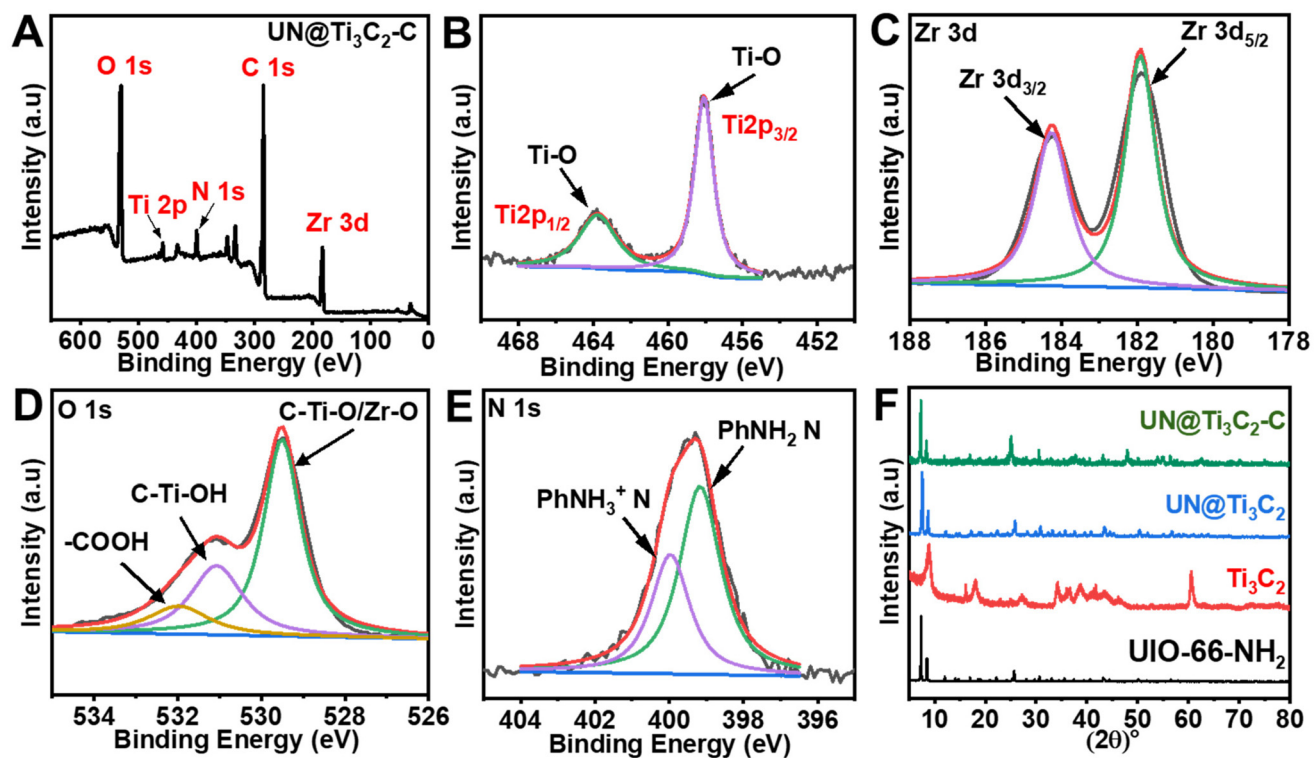 A
UN@Ti₃C₂-C
O 1s
C 1s
Ti 2p
N 1s
Zr 3d
Intensity (a.u)
600 500 400 300 200 100 0
Binding Energy (eV)
B
Ti-O
Ti2p₃/₂
Ti-O
Ti2p₁/₂
Intensity (a.u)
468 464 460 456 452
Binding Energy (eV)
C
Zr 3d
Zr 3d₅/₂
Zr 3d₃/₂
Intensity (a.u)
188 186 184 182 180 178
Binding Energy (eV)
D
O 1s
C-Ti-O/Zr-O
C-Ti-OH
-COOH
Intensity (a.u)
534 532 530 528 526
Binding Energy (eV)
E
N 1s
PhNH₂ N
PhNH₃⁺ N
Intensity (a.u)
404 402 400 398 396
Binding Energy (eV)
F
UN@Ti₃C₂-C
UN@Ti₃C₂
Ti₃C₂
UIO-66-NH₂
Intensity (a.u)
10 20 30 40 50 60 70 80
(2θ)°